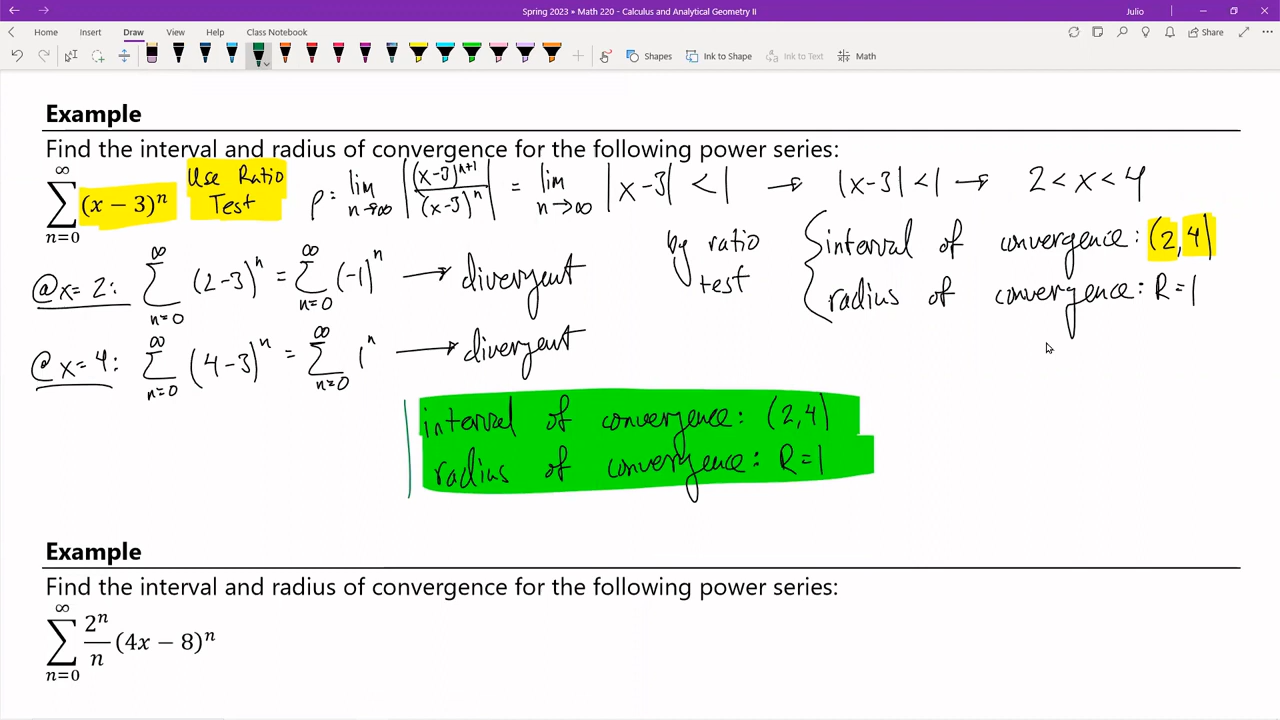 Spring 2023 » Math 220 - Calculus and Analytical Geometry II
Julio
Home Insert Draw View Help Class Notebook
Share
Shapes Ink to Shape Ink to Text Math
Example
Find the interval and radius of convergence for the following power series:
∑_{n=0}^{∞} (x − 3)^n Use Ratio Test ρ = lim_{n→∞} |(x-3)^{n+1}/(x-3)^n| = lim_{n→∞} |x-3| < 1 → |x-3| < 1 → 2 < x < 4
by ratio test { interval of convergence: (2,4)
radius of convergence: R=1
@x=2: ∑_{n=0}^{∞} (2-3)^n = ∑_{n=0}^{∞} (-1)^n → divergent
@x=4: ∑_{n=0}^{∞} (4-3)^n = ∑_{n=0}^{∞} 1^n → divergent
interval of convergence: (2,4)
radius of convergence: R=1
Example
Find the interval and radius of convergence for the following power series:
∑_{n=0}^{∞} 2^n/n (4x − 8)^n